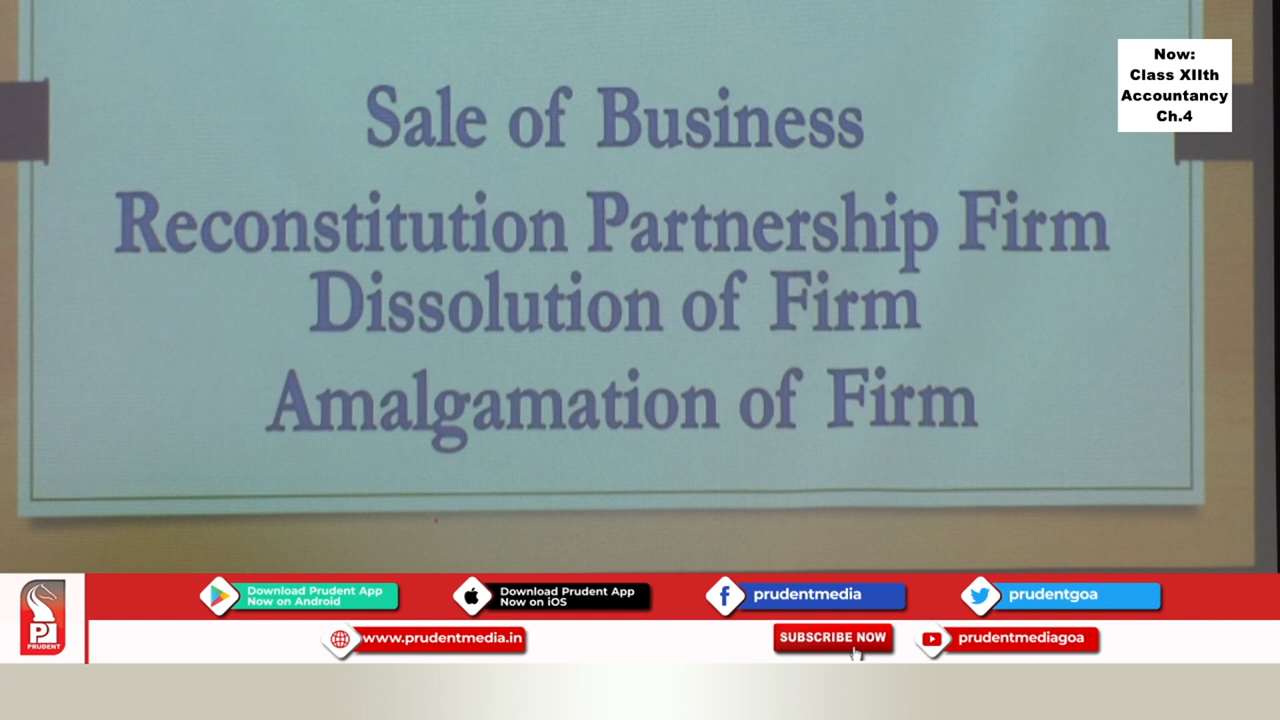 Now:
Class XIIth
Accountancy
Ch.4
Sale of Business
Reconstitution Partnership Firm
Dissolution of Firm
Amalgamation of Firm
Download Prudent App
Now on Android
Download Prudent App
Now on iOS
prudentmedia
prudentgoa
PRUDENT
www.prudentmedia.in
SUBSCRIBE NOW
prudentmediagoa